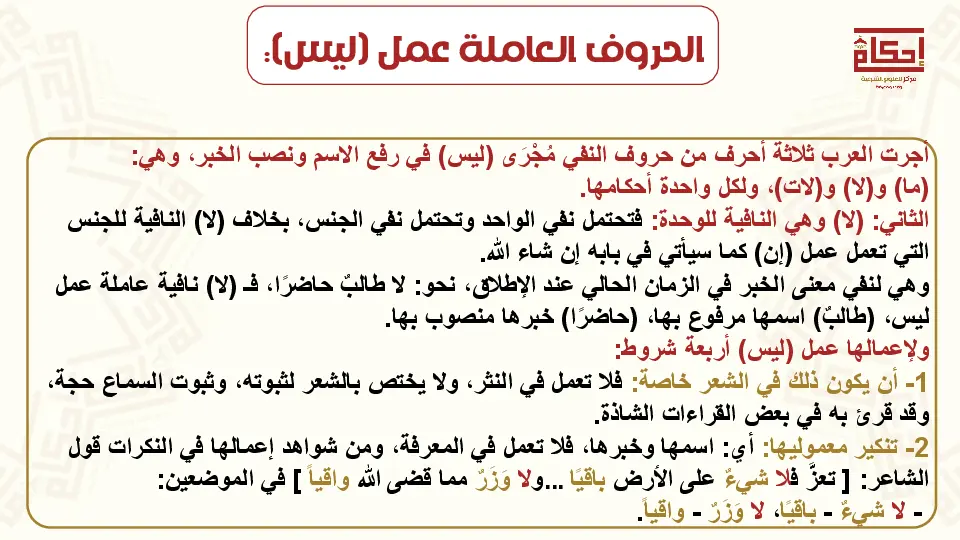 الحروف العاملة عمل (ليس):
إحكام
مركز للعلوم الشرعية
أجرت العرب ثلاثة أحرف من حروف النفي مُجْرَى (ليس) في رفع الاسم ونصب الخبر، وهي:
(ما) و(لا) و(لات)، ولكل واحدة أحكامها.
الثاني: (لا) وهي النافية للوحدة: فتحتمل نفي الواحد وتحتمل نفي الجنس، بخلاف (لا) النافية للجنس
التي تعمل عمل (إن) كما سيأتي في بابه إن شاء الله.
وهي لنفي معنى الخبر في الزمان الحالي عند الإطلاق، نحو: لا طالبٌ حاضرًا، فـ (لا) نافية عاملة عمل
ليس، (طالبٌ) اسمها مرفوع بها، (حاضرًا) خبرها منصوب بها.
ولإعمالها عمل (ليس) أربعة شروط:
1- أن يكون ذلك في الشعر خاصة: فلا تعمل في النثر، ولا يختص بالشعر لثبوته، وثبوت السماع حجة،
وقد قرئ به في بعض القراءات الشاذة.
2- تنكير معموليها: أي: اسمها وخبرها، فلا تعمل في المعرفة، ومن شواهد إعمالها في النكرات قول
الشاعر: [ تعزَّ فلا شيءٌ على الأرض باقيًا ...ولا وَزَرٌ مما قضى الله واقياً ] في الموضعين:
- لا شيءٌ - باقيًا، لا وَزَرٌ - واقياً.